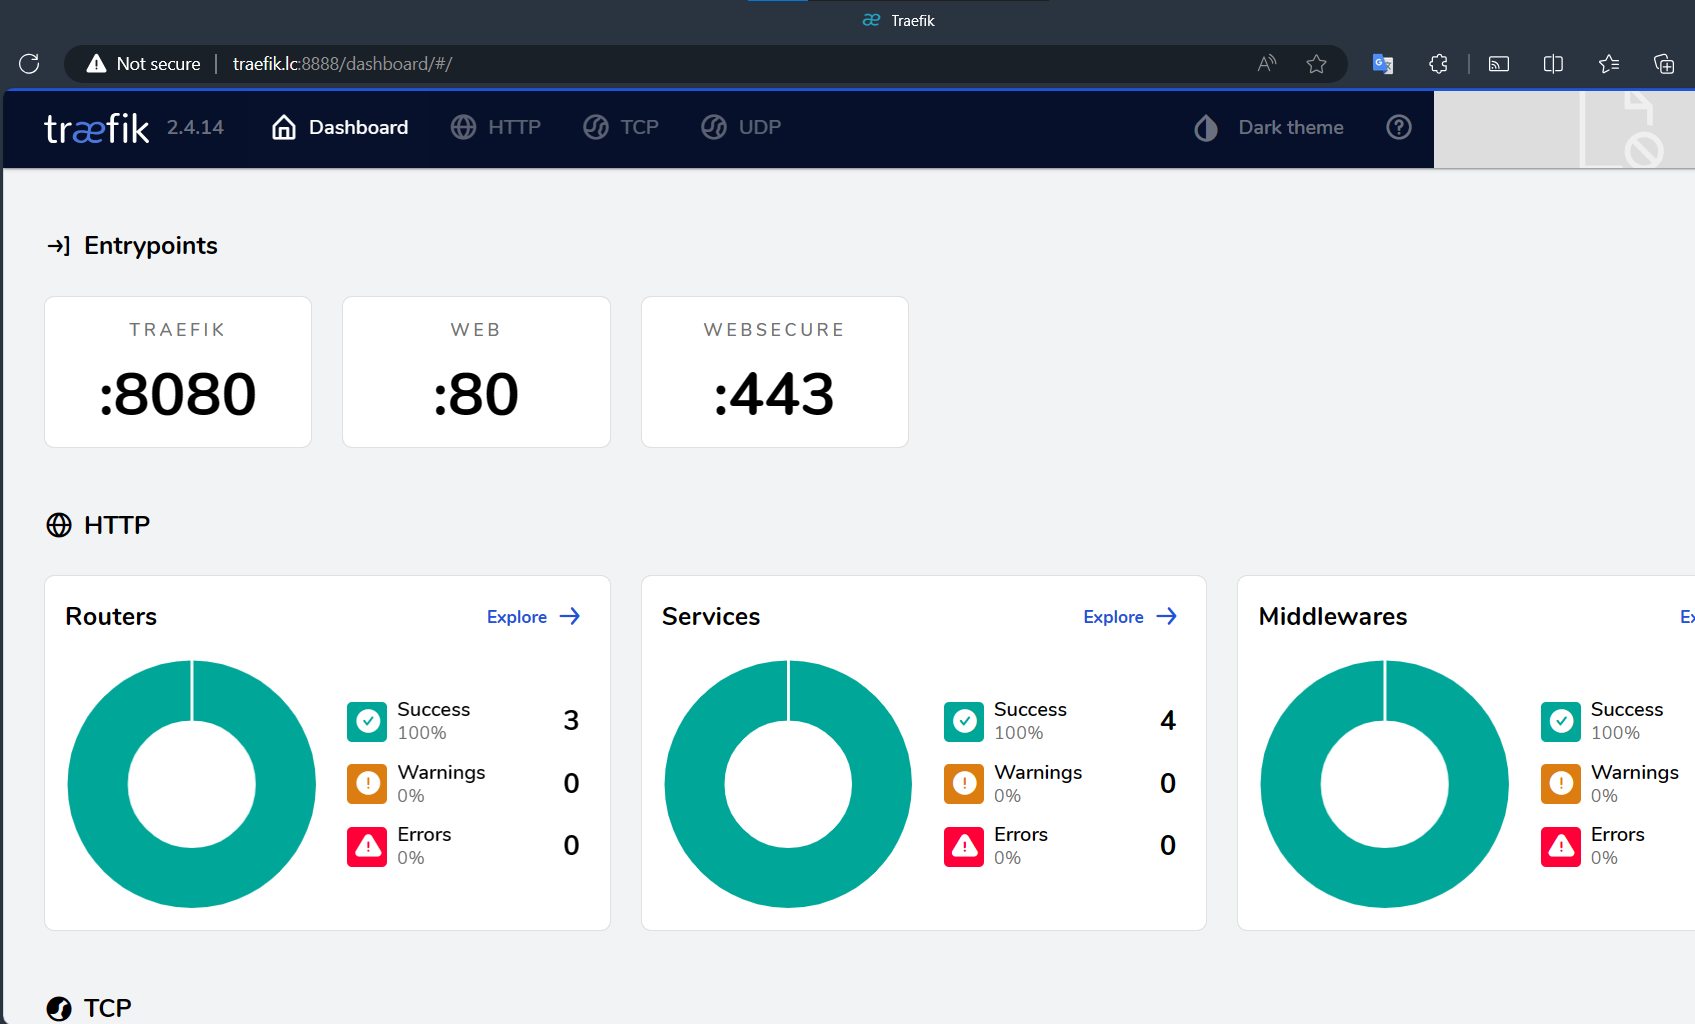 Traefik
Not secure traefik.lc:8888/dashboard/#/
træfik 2.4.14 Dashboard HTTP TCP UDP Dark theme
Entrypoints
TRAEFIK WEB WEBSECURE
:8080 :80 :443
HTTP
Routers Explore
Success 3
100%
Warnings 0
0%
Errors 0
0%
Services Explore
Success 4
100%
Warnings 0
0%
Errors 0
0%
Middlewares Ex
Success
100%
Warnings
0%
Errors
0%
TCP